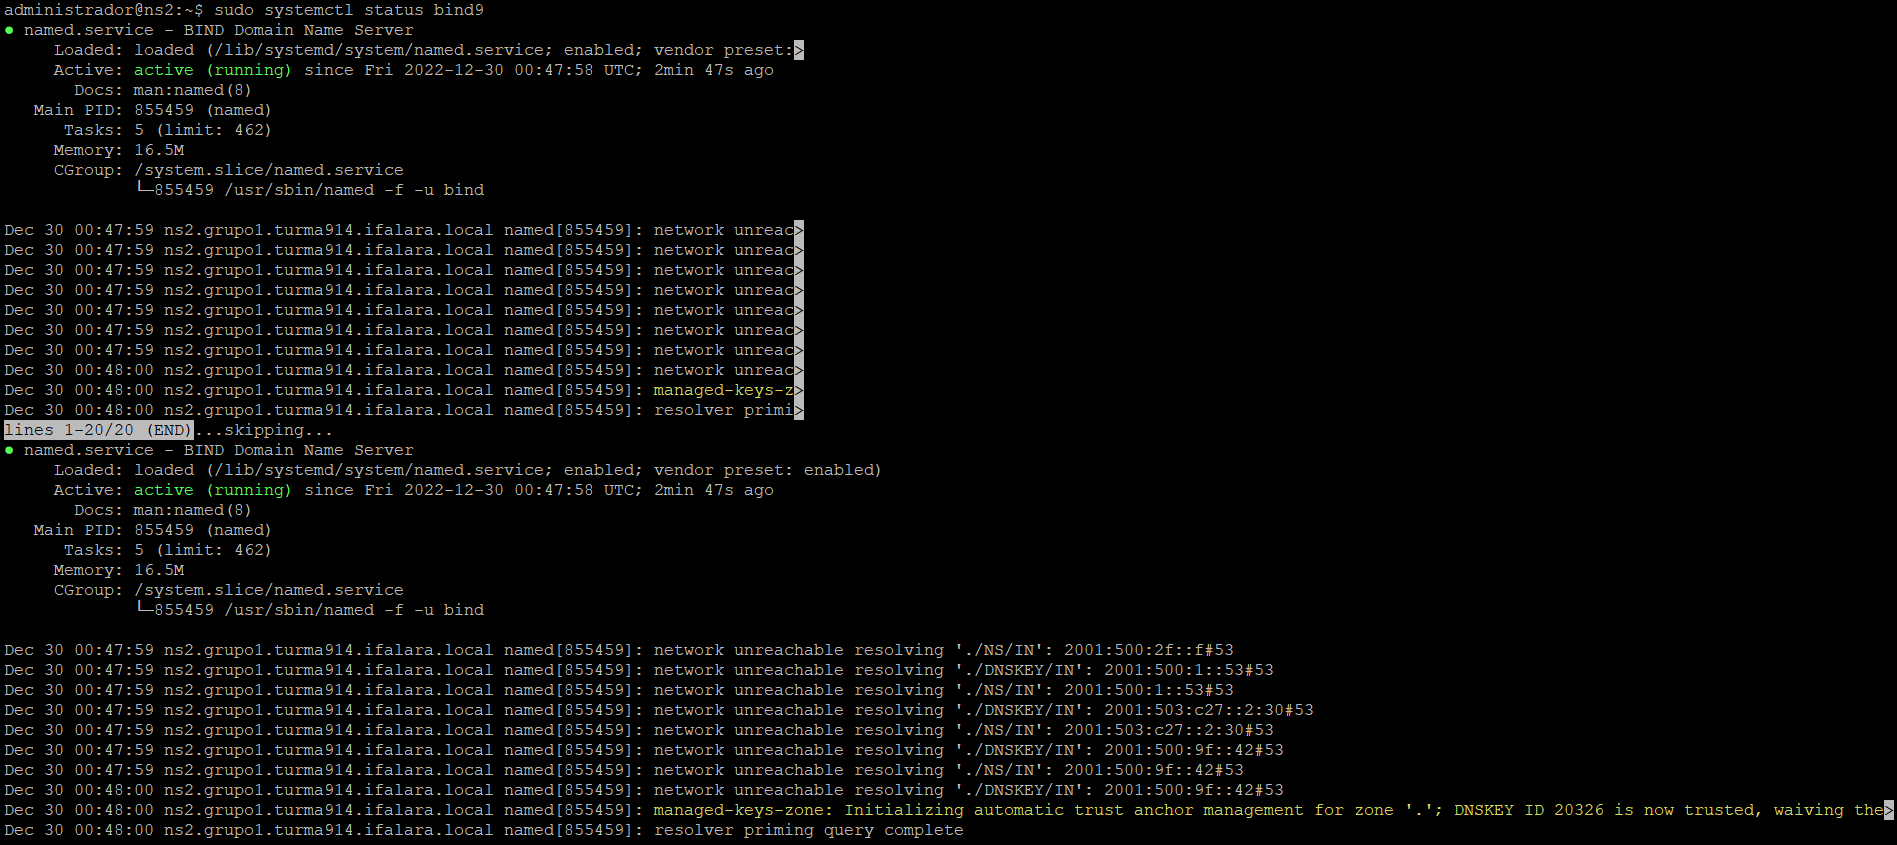 administrador@ns2:~$ sudo systemctl status bind9
● named.service - BIND Domain Name Server
     Loaded: loaded (/lib/systemd/system/named.service; enabled; vendor preset:>
     Active: active (running) since Fri 2022-12-30 00:47:58 UTC; 2min 47s ago
       Docs: man:named(8)
   Main PID: 855459 (named)
      Tasks: 5 (limit: 462)
     Memory: 16.5M
     CGroup: /system.slice/named.service
             └─855459 /usr/sbin/named -f -u bind

Dec 30 00:47:59 ns2.grupo1.turma914.ifalara.local named[855459]: network unreac>
Dec 30 00:47:59 ns2.grupo1.turma914.ifalara.local named[855459]: network unreac>
Dec 30 00:47:59 ns2.grupo1.turma914.ifalara.local named[855459]: network unreac>
Dec 30 00:47:59 ns2.grupo1.turma914.ifalara.local named[855459]: network unreac>
Dec 30 00:47:59 ns2.grupo1.turma914.ifalara.local named[855459]: network unreac>
Dec 30 00:47:59 ns2.grupo1.turma914.ifalara.local named[855459]: network unreac>
Dec 30 00:47:59 ns2.grupo1.turma914.ifalara.local named[855459]: network unreac>
Dec 30 00:48:00 ns2.grupo1.turma914.ifalara.local named[855459]: network unreac>
Dec 30 00:48:00 ns2.grupo1.turma914.ifalara.local named[855459]: managed-keys-z>
Dec 30 00:48:00 ns2.grupo1.turma914.ifalara.local named[855459]: resolver primi>
lines 1-20/20 (END)...skipping...
● named.service - BIND Domain Name Server
     Loaded: loaded (/lib/systemd/system/named.service; enabled; vendor preset: enabled)
     Active: active (running) since Fri 2022-12-30 00:47:58 UTC; 2min 47s ago
       Docs: man:named(8)
   Main PID: 855459 (named)
      Tasks: 5 (limit: 462)
     Memory: 16.5M
     CGroup: /system.slice/named.service
             └─855459 /usr/sbin/named -f -u bind

Dec 30 00:47:59 ns2.grupo1.turma914.ifalara.local named[855459]: network unreachable resolving './NS/IN': 2001:500:2f::f#53
Dec 30 00:47:59 ns2.grupo1.turma914.ifalara.local named[855459]: network unreachable resolving './DNSKEY/IN': 2001:500:1::53#53
Dec 30 00:47:59 ns2.grupo1.turma914.ifalara.local named[855459]: network unreachable resolving './NS/IN': 2001:500:1::53#53
Dec 30 00:47:59 ns2.grupo1.turma914.ifalara.local named[855459]: network unreachable resolving './DNSKEY/IN': 2001:503:c27::2:30#53
Dec 30 00:47:59 ns2.grupo1.turma914.ifalara.local named[855459]: network unreachable resolving './NS/IN': 2001:503:c27::2:30#53
Dec 30 00:47:59 ns2.grupo1.turma914.ifalara.local named[855459]: network unreachable resolving './DNSKEY/IN': 2001:500:9f::42#53
Dec 30 00:47:59 ns2.grupo1.turma914.ifalara.local named[855459]: network unreachable resolving './NS/IN': 2001:500:9f::42#53
Dec 30 00:48:00 ns2.grupo1.turma914.ifalara.local named[855459]: network unreachable resolving './DNSKEY/IN': 2001:500:9f::42#53
Dec 30 00:48:00 ns2.grupo1.turma914.ifalara.local named[855459]: managed-keys-zone: Initializing automatic trust anchor management for zone '.'; DNSKEY ID 20326 is now trusted, waiving the>
Dec 30 00:48:00 ns2.grupo1.turma914.ifalara.local named[855459]: resolver priming query complete